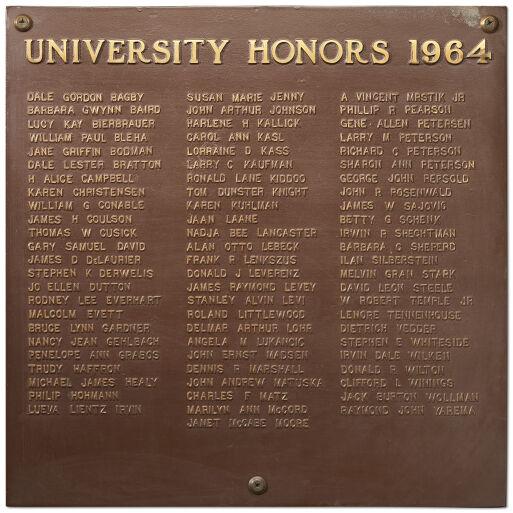 UNIVERSITY HONORS 1964
DALE GORDON BAGBY
BARBARA GWYNN BAIRD
LUCY KAY BIERBRAUER
WILLIAM PAUL BLEHA
JANE GRIFFIN BODMAN
DALE LESTER BRATTON
H ALICE CAMPBELL
KAREN CHRISTENSEN
WILLIAM G CONABLE
JAMES H COULSON
THOMAS W CUSICK
GARY SAMUEL DAVID
JAMES D DeLAURIER
STEPHEN K DERWELIS
JO ELLEN DUTTON
RODNEY LEE EVERHART
MALCOLM EVETT
BRUCE LYNN GARDNER
NANCY JEAN GEHLBACH
PENELOPE ANN GRABOS
TRUDY HAFFRON
MICHAEL JAMES HEALY
PHILIP HOHMANN
LUEVA LIENTZ IRVIN
SUSAN MARIE JENNY
JOHN ARTHUR JOHNSON
HARLENE H KALLICK
CAROL ANN KASL
LORRAINE D KASS
LARRY C KAUFMAN
RONALD LANE KIDDOO
TOM DUNSTER KNIGHT
KAREN KUHLMAN
JAAN LAANE
NADJA BEE LANCASTER
ALAN OTTO LEBECK
FRANK R LENKSZUS
DONALD J LEVERENZ
JAMES RAYMOND LEVEY
STANLEY ALVIN LEVI
ROLAND LITTLEWOOD
DELMAR ARTHUR LOHR
ANGELA M LUKANCIC
JOHN ERNST MADSEN
DENNIS R MARSHALL
JOHN ANDREW MATUSKA
CHARLES F MATZ
MARILYN ANN McCORD
JANET McCABE MOORE
A VINCENT MRSTIK JR
PHILLIP R PEARSON
GENE ALLEN PETERSEN
LARRY M PETERSON
RICHARD C PETERSON
SHARON ANN PETERSON
GEORGE JOHN REPSOLD
JOHN R ROSENWALD
JAMES W SAJOVIC
BETTY G SCHENK
IRWIN R SHECHTMAN
BARBARA C SHEPERD
ILAN SILBERSTEIN
MELVIN GRAN STARK
DAVID LEON STEELE
W ROBERT TEMPLE JR
LENORE TENNENHOUSE
DIETRICH VEDDER
STEPHEN E WHITESIDE
IRVIN DALE WILKEN
DONALD R WILTON
CLIFFORD L WININGS
JACK BURTON WOLLMAN
RAYMOND JOHN YAREMA